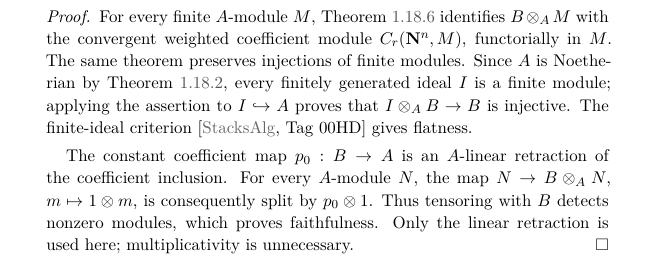 Proof. For every finite A-module M, Theorem 1.18.6 identifies B ⊗_A M with
the convergent weighted coefficient module C_r(N^n, M), functorially in M.
The same theorem preserves injections of finite modules. Since A is Noethe-
rian by Theorem 1.18.2, every finitely generated ideal I is a finite module;
applying the assertion to I ↪ A proves that I ⊗_A B → B is injective. The
finite-ideal criterion [StacksAlg, Tag 00HD] gives flatness.
The constant coefficient map p_0 : B → A is an A-linear retraction of
the coefficient inclusion. For every A-module N, the map N → B ⊗_A N,
m ↦ 1 ⊗ m, is consequently split by p_0 ⊗ 1. Thus tensoring with B detects
nonzero modules, which proves faithfulness. Only the linear retraction is
used here; multiplicativity is unnecessary. □